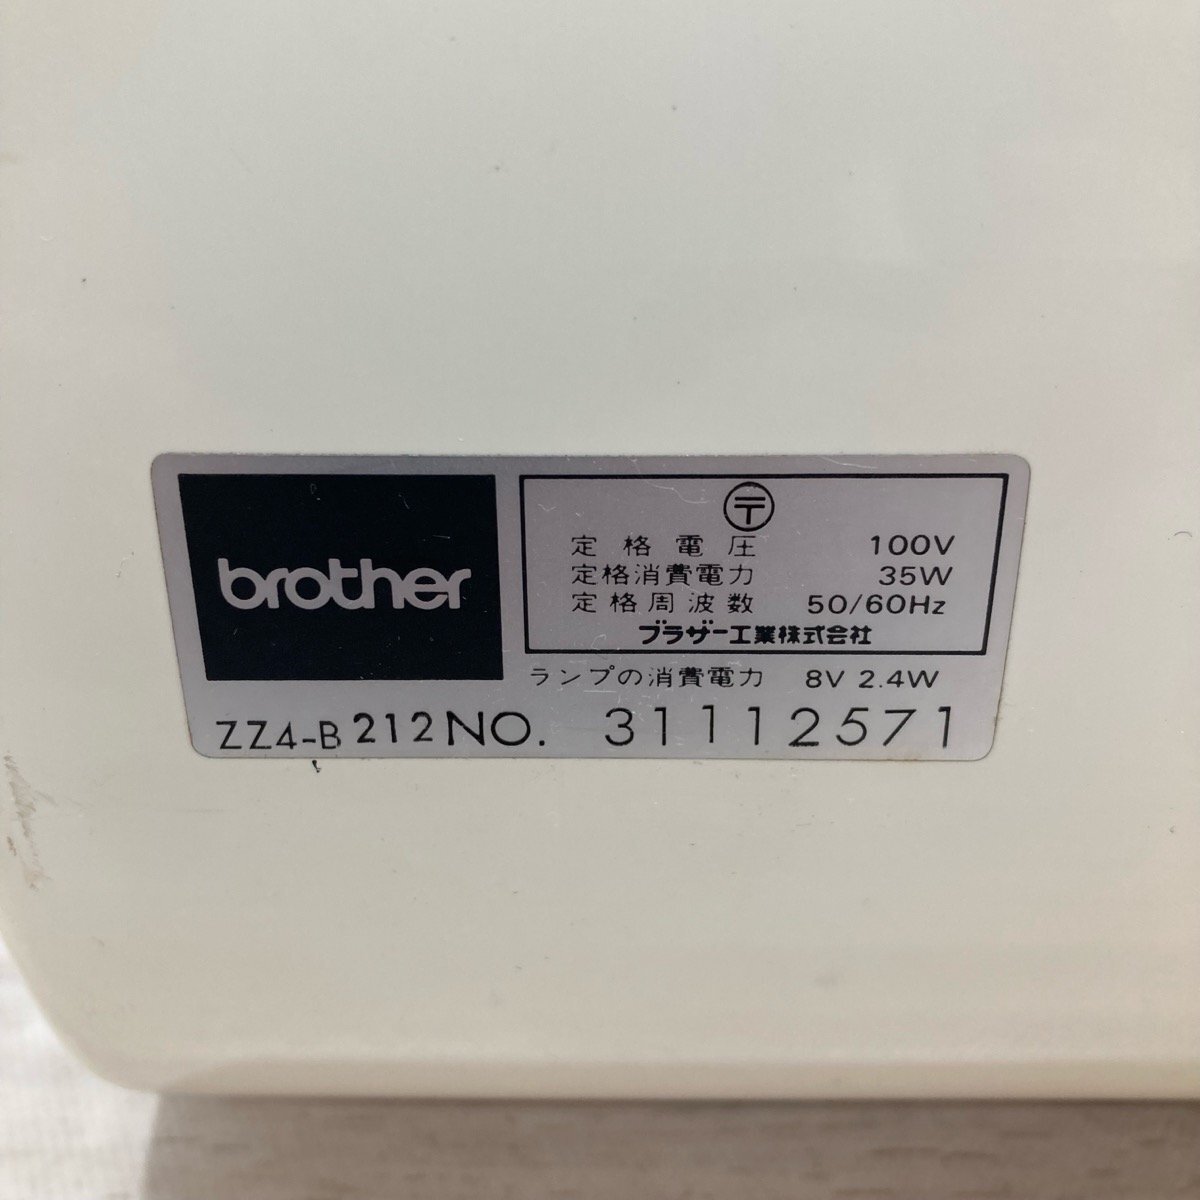 brother
〒
定格電圧 100V
定格消費電力 35W
定格周波数 50/60Hz
ブラザー工業株式会社
ランプの消費電力 8V 2.4W
ZZ4-B212 NO. 31112571